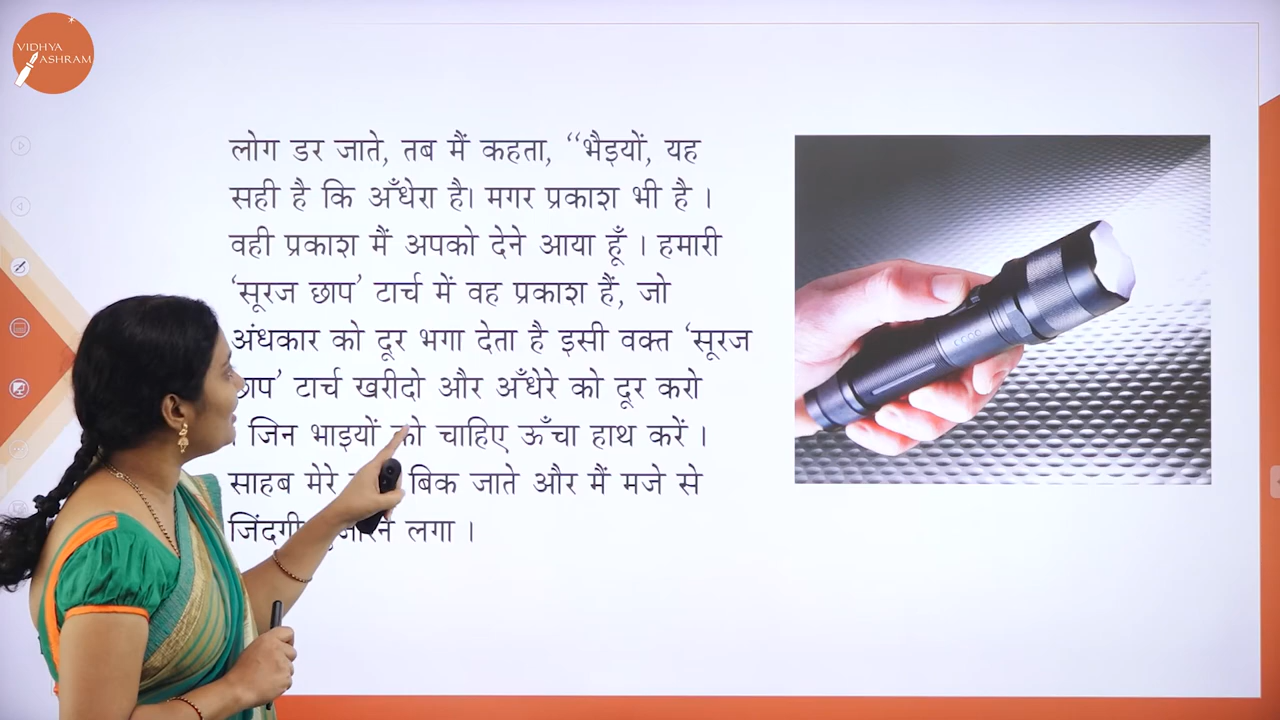 VIDHYA
ASHRAM
लोग डर जाते, तब मैं कहता, ‘‘भैइयों, यह
सही है कि अँधेरा है। मगर प्रकाश भी है ।
वही प्रकाश मैं अपको देने आया हूँ । हमारी
‘सूरज छाप’ टार्च में वह प्रकाश हैं, जो
अंधकार को दूर भगा देता है इसी वक्त ‘सूरज
छाप’ टार्च खरीदो और अँधेरे को दूर करो
जिन भाइयों को चाहिए ऊँचा हाथ करें ।
साहब मेरे बिक जाते और मैं मजे से
जिंदगी लगा ।